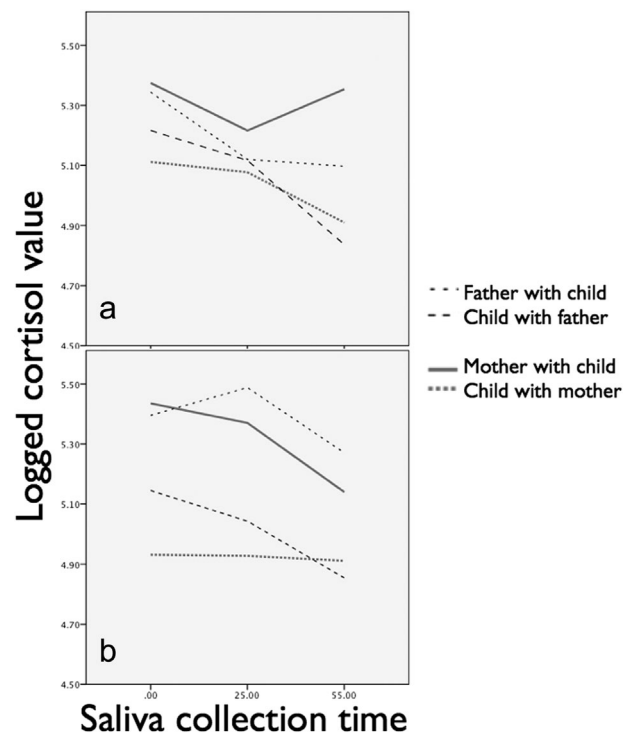 5.50
5.30
5.10
4.90
4.70
4.50
a
Logged cortisol value
Father with child
Child with father
Mother with child
Child with mother
5.50
5.30
5.10
4.90
4.70
4.50
b
.00 25.00 55.00
Saliva collection time